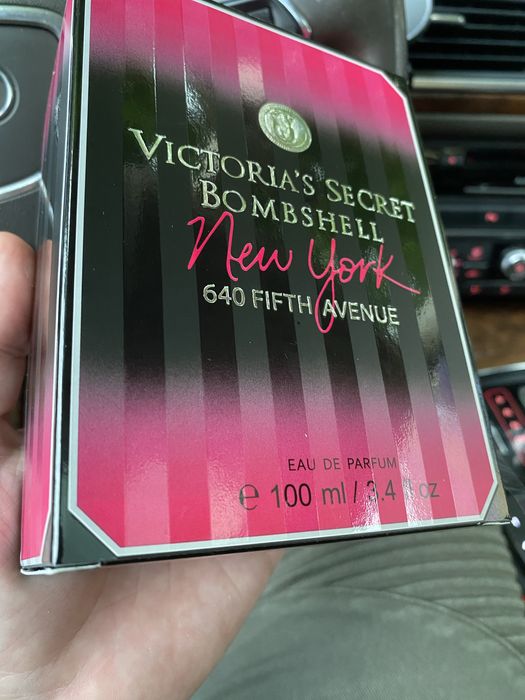 VICTORIA'S SECRET
BOMBSHELL
New York
640 FIFTH AVENUE
EAU DE PARFUM
e 100 ml / 3.4 fl oz